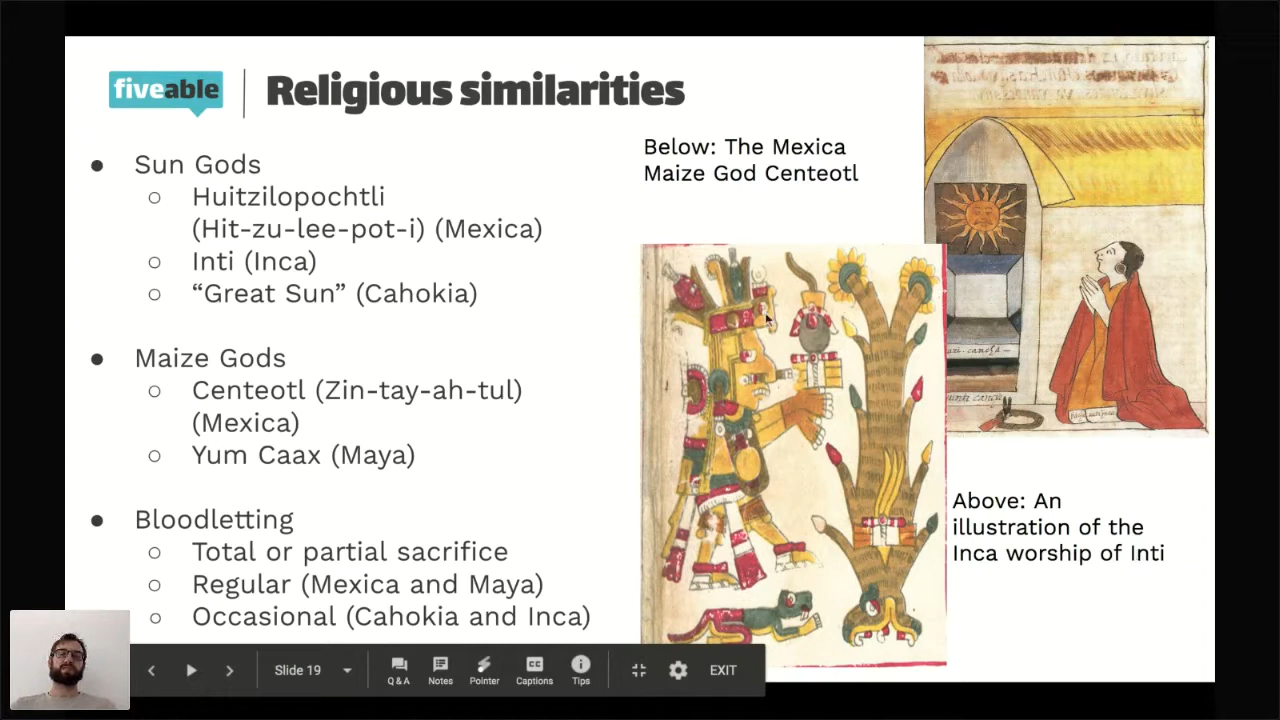 fiveable
Religious similarities
● Sun Gods
○ Huitzilopochtli
(Hit-zu-lee-pot-i) (Mexica)
○ Inti (Inca)
○ “Great Sun” (Cahokia)
● Maize Gods
○ Centeotl (Zin-tay-ah-tul)
(Mexica)
○ Yum Caax (Maya)
● Bloodletting
○ Total or partial sacrifice
○ Regular (Mexica and Maya)
○ Occasional (Cahokia and Inca)
Below: The Mexica
Maize God Centeotl
Above: An
illustration of the
Inca worship of Inti
Slide 19
Q & A
Notes
Pointer
Captions
Tips
EXIT
CC